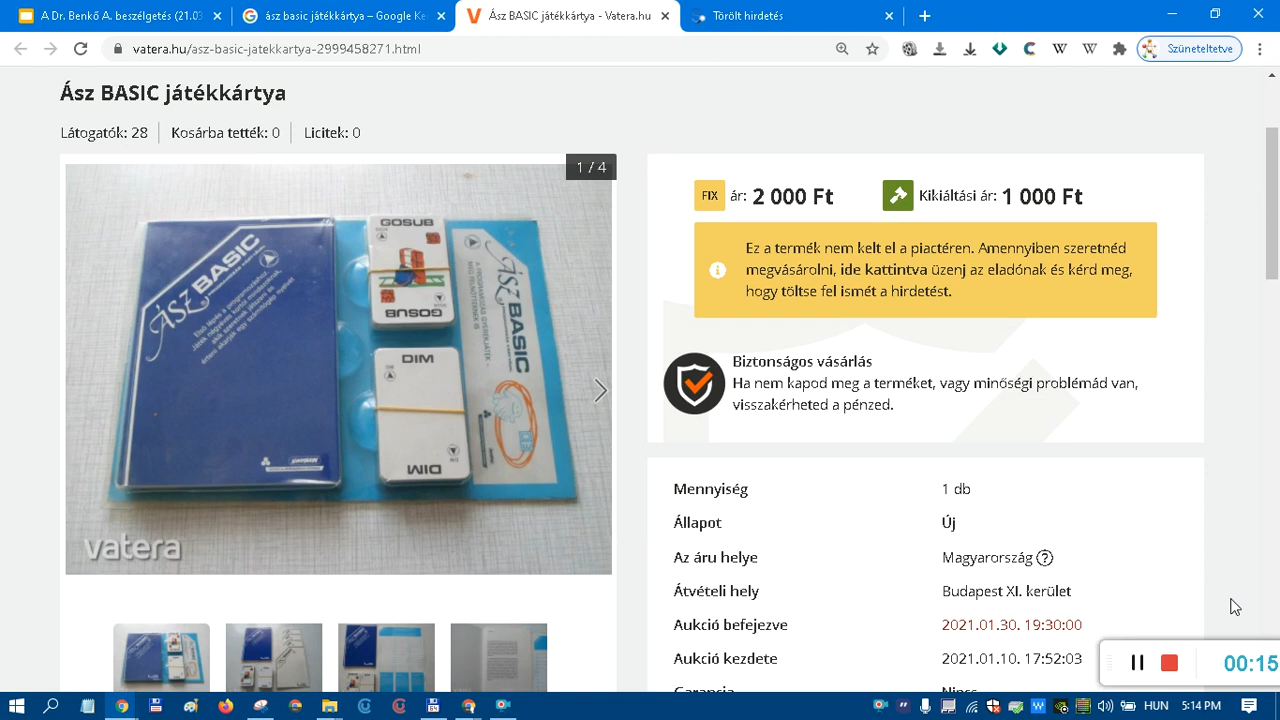 A Dr. Benkő A. beszélgetés (21.03
ász basic játékkártya – Google Ke
Ász BASIC játékkártya - Vatera.hu
Törölt hirdetés
vatera.hu/asz-basic-jatekkartya-2999458271.html
Szüneteltetve
Ász BASIC játékkártya
Látogatók: 28
Kosárba tették: 0
Licitek: 0
1 / 4
GOSUB
GOSUB
ÁSZ BASIC
ÁSZ BASIC
DIM
DIM
vatera
FIX ár: 2 000 Ft
Kikiáltási ár: 1 000 Ft
Ez a termék nem kelt el a piactéren. Amennyiben szeretnéd
megvásárolni, ide kattintva üzenj az eladónak és kérd meg,
hogy töltse fel ismét a hirdetést.
Biztonságos vásárlás
Ha nem kapod meg a terméket, vagy minőségi problémád van,
visszakérheted a pénzed.
Mennyiség 1 db
Állapot Új
Az áru helye Magyarország
Átvételi hely Budapest XI. kerület
Aukció befejezve 2021.01.30. 19:30:00
Aukció kezdete 2021.01.10. 17:52:03
Garancia Nincs
00:15
HUN
5:14 PM